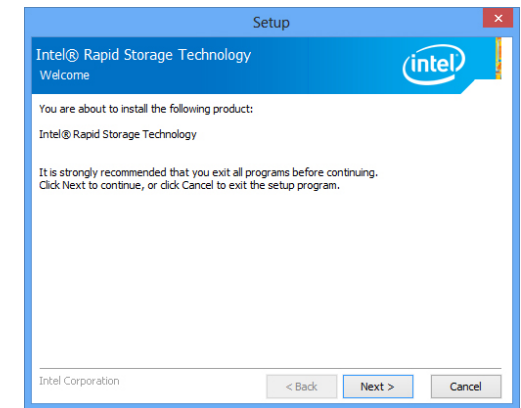 Setup
Intel® Rapid Storage Technology
Welcome
intel
You are about to install the following product:
Intel® Rapid Storage Technology
It is strongly recommended that you exit all programs before continuing.
Click Next to continue, or click Cancel to exit the setup program.
Intel Corporation
< Back
Next >
Cancel